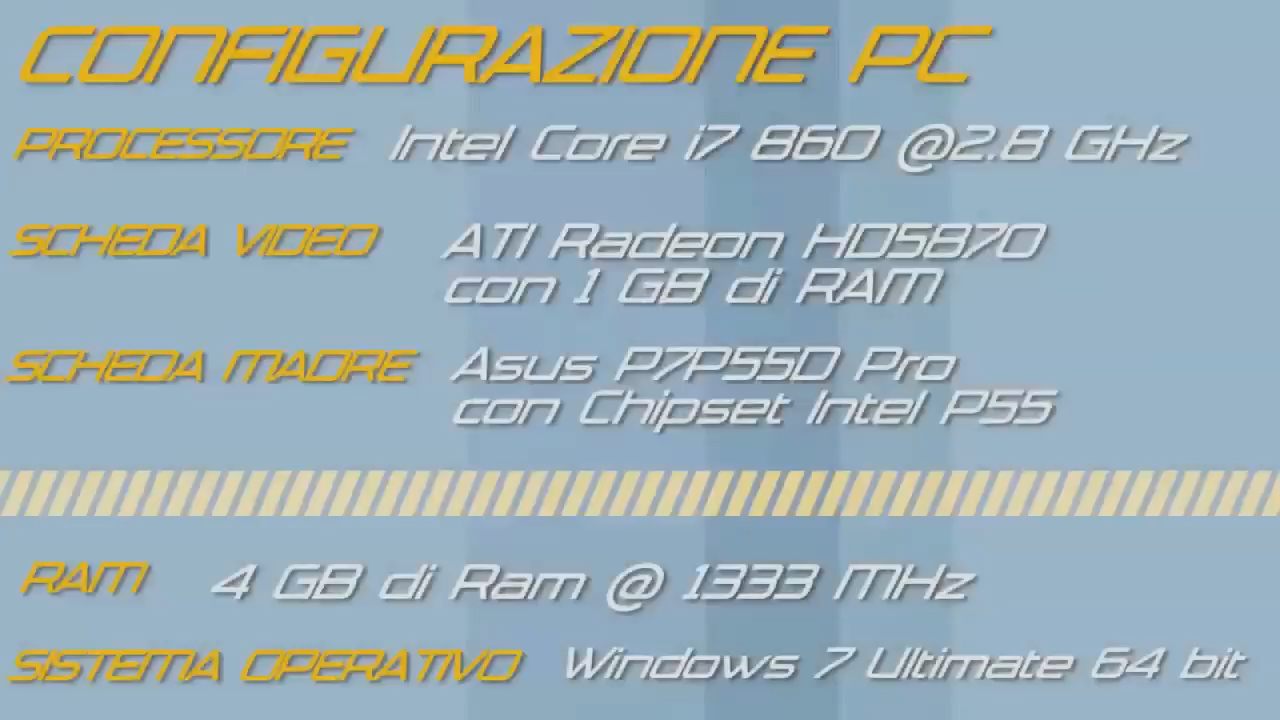 CONFIGURAZIONE PC
PROCESSORE Intel Core i7 860 @2.8 GHz
SCHEDA VIDEO ATI Radeon HD5870
con 1 GB di RAM
SCHEDA MADRE Asus P7P55D Pro
con Chipset Intel P55
RAM 4 GB di Ram @ 1333 MHz
SISTEMA OPERATIVO Windows 7 Ultimate 64 bit